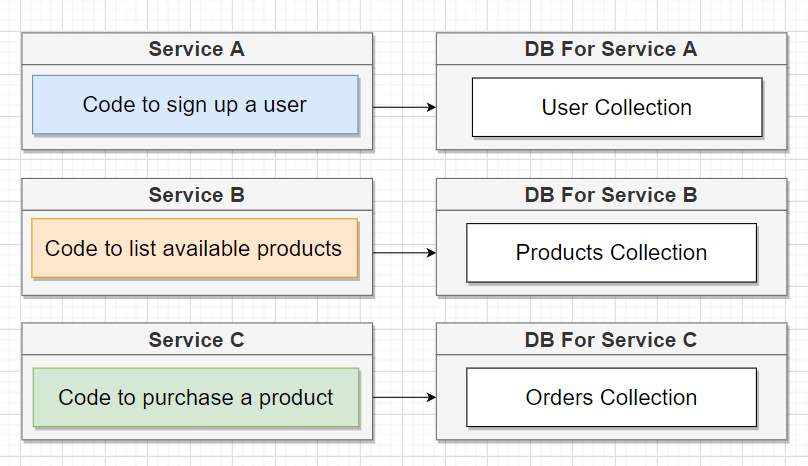 Service A
DB For Service A
Code to sign up a user
User Collection
Service B
DB For Service B
Code to list available products
Products Collection
Service C
DB For Service C
Code to purchase a product
Orders Collection